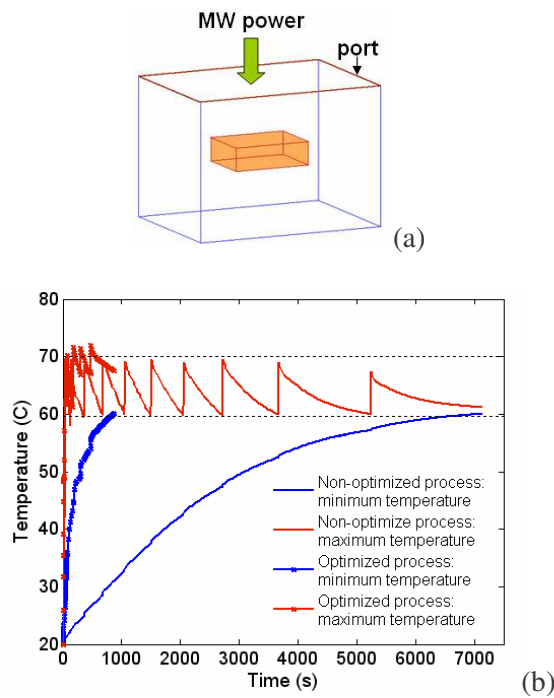 MW power
port
(a)
80
70
60
50
40
30
20
Temperature (C)
Non-optimized process:
minimum temperature
Non-optimize process:
maximum temperature
Optimized process:
minimum temperature
Optimized process:
maximum temperature
0 1000 2000 3000 4000 5000 6000 7000
Time (s)
(b)